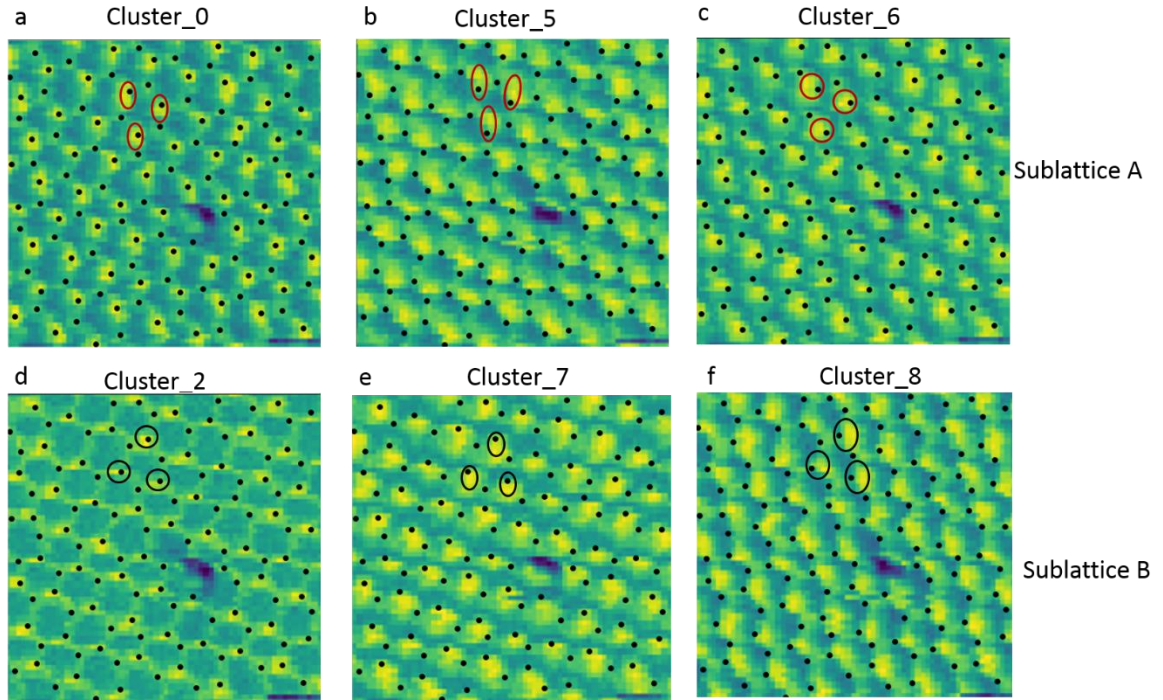 a Cluster_0
b Cluster_5
c Cluster_6
Sublattice A
d Cluster_2
e Cluster_7
f Cluster_8
Sublattice B